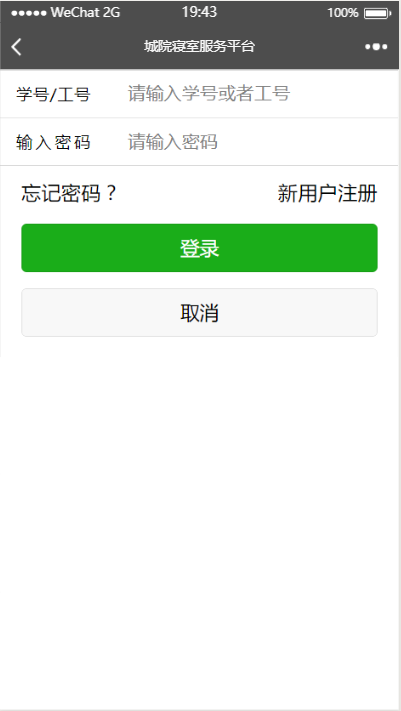 WeChat 2G 19:43 100%
城院寝室服务平台
学号/工号 请输入学号或者工号
输入密码 请输入密码
忘记密码？ 新用户注册
登录
取消